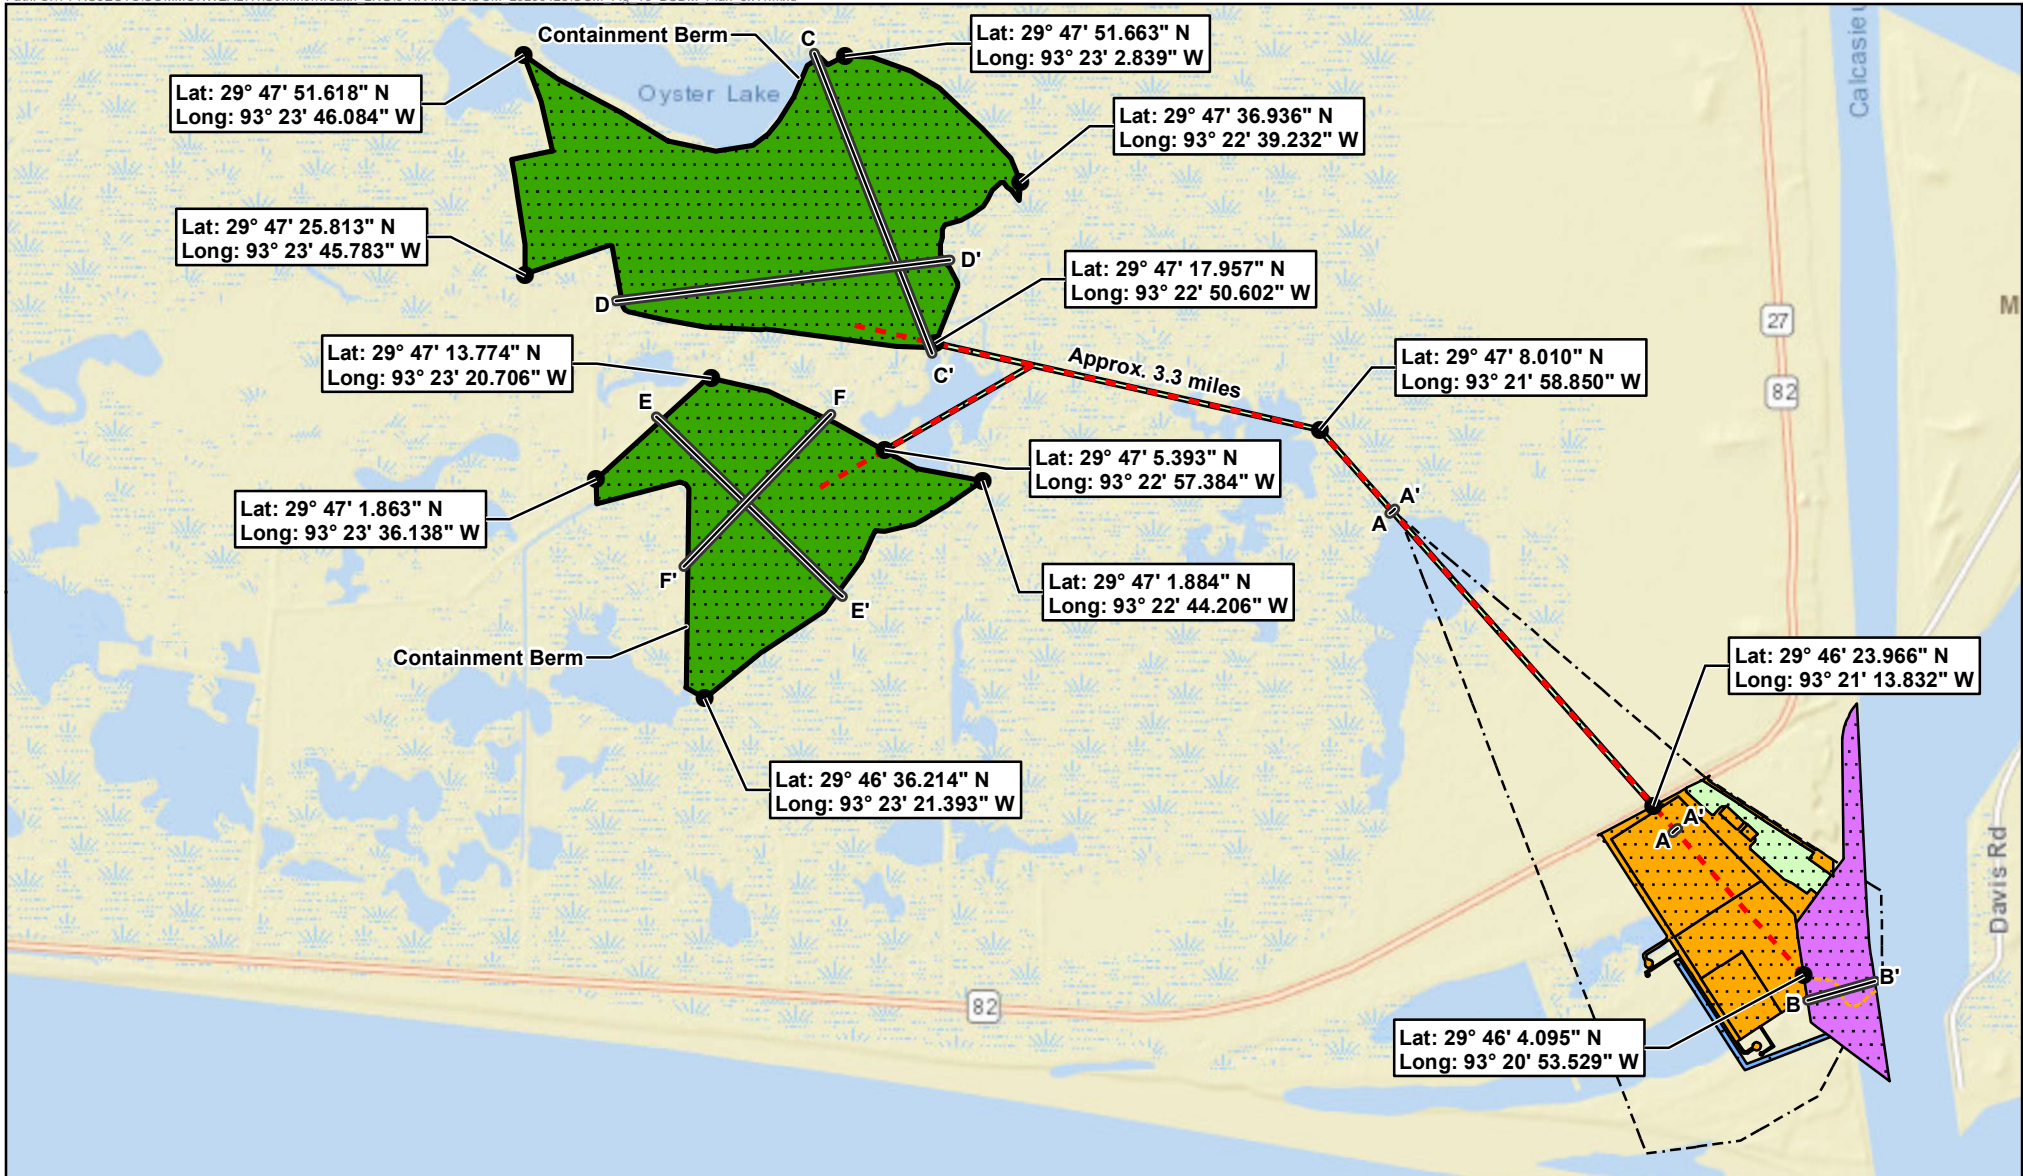 Containment Berm
C
Lat: 29° 47' 51.663" N
Long: 93° 23' 2.839" W
Calcasieu
Lat: 29° 47' 51.618" N
Long: 93° 23' 46.084" W
Oyster Lake
Lat: 29° 47' 36.936" N
Long: 93° 22' 39.232" W
Lat: 29° 47' 25.813" N
Long: 93° 23' 45.783" W
D'
D
Lat: 29° 47' 17.957" N
Long: 93° 22' 50.602" W
27
M
Lat: 29° 47' 13.774" N
Long: 93° 23' 20.706" W
C'
Approx. 3.3 miles
Lat: 29° 47' 8.010" N
Long: 93° 21' 58.850" W
82
E
F
Lat: 29° 47' 5.393" N
Long: 93° 22' 57.384" W
A'
A
Lat: 29° 47' 1.863" N
Long: 93° 23' 36.138" W
F'
E'
Lat: 29° 47' 1.884" N
Long: 93° 22' 44.206" W
Containment Berm
Lat: 29° 46' 23.966" N
Long: 93° 21' 13.832" W
Lat: 29° 46' 36.214" N
Long: 93° 23' 21.393" W
A'
A
Davis Rd
B'
B
82
Lat: 29° 46' 4.095" N
Long: 93° 20' 53.529" W